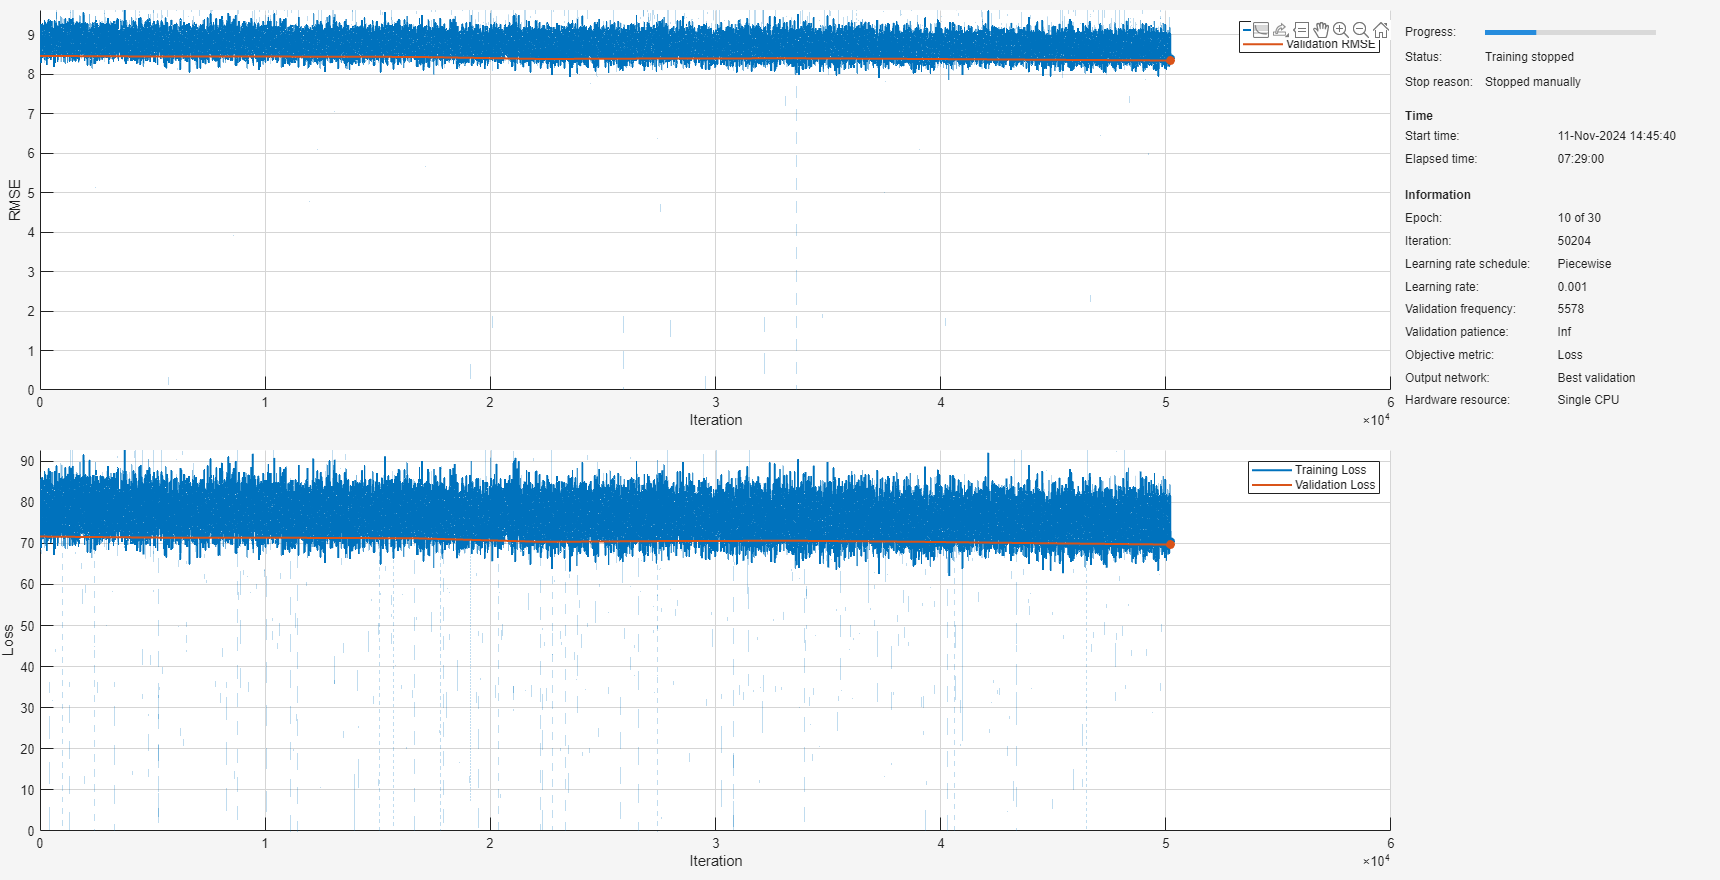 9
8
7
6
5
4
3
2
1
0
RMSE
0
1
2
3
4
5
6
Iteration
×10⁴
Validation RMSE
90
80
70
60
50
40
30
20
10
0
Loss
0
1
2
3
4
5
6
Iteration
×10⁴
Training Loss
Validation Loss
Progress:
Status: Training stopped
Stop reason: Stopped manually
Time
Start time: 11-Nov-2024 14:45:40
Elapsed time: 07:29:00
Information
Epoch: 10 of 30
Iteration: 50204
Learning rate schedule: Piecewise
Learning rate: 0.001
Validation frequency: 5578
Validation patience: Inf
Objective metric: Loss
Output network: Best validation
Hardware resource: Single CPU